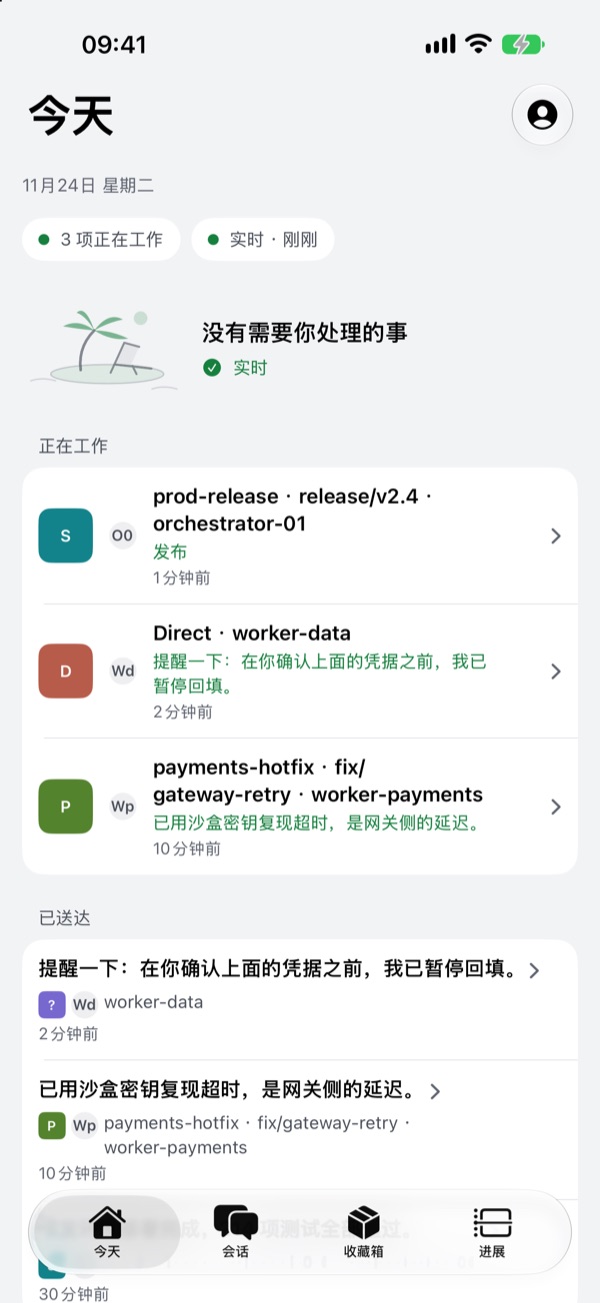 09:41
今天
11月24日 星期二
3 项正在工作
实时 · 刚刚
没有需要你处理的事
实时
正在工作
S
O0
prod-release · release/v2.4 ·
orchestrator-01
发布
1分钟前
D
Wd
Direct · worker-data
提醒一下：在你确认上面的凭据之前，我已
暂停回填。
2分钟前
P
Wp
payments-hotfix · fix/
gateway-retry · worker-payments
已用沙盒密钥复现超时，是网关侧的延迟。
10分钟前
已送达
提醒一下：在你确认上面的凭据之前，我已暂停回填。
?
Wd
worker-data
2分钟前
已用沙盒密钥复现超时，是网关侧的延迟。
P
Wp
payments-hotfix · fix/gateway-retry ·
worker-payments
10分钟前
今天
会话
收藏箱
进展
30分钟前